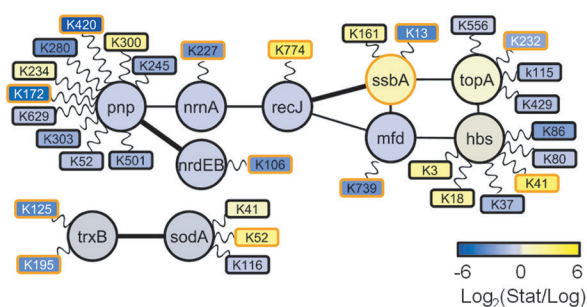 K420
K300
K280
K245
K234
K172
K629
K303
K52
K501
pnp
K227
nrnA
K774
recJ
nrdEB
K106
K161
K13
ssbA
K556
K232
topA
k115
K429
mfd
hbs
K86
K80
K41
K3
K18
K37
K739
K125
K195
trxB
sodA
K41
K52
K116
-6 0 6
Log2(Stat/Log)